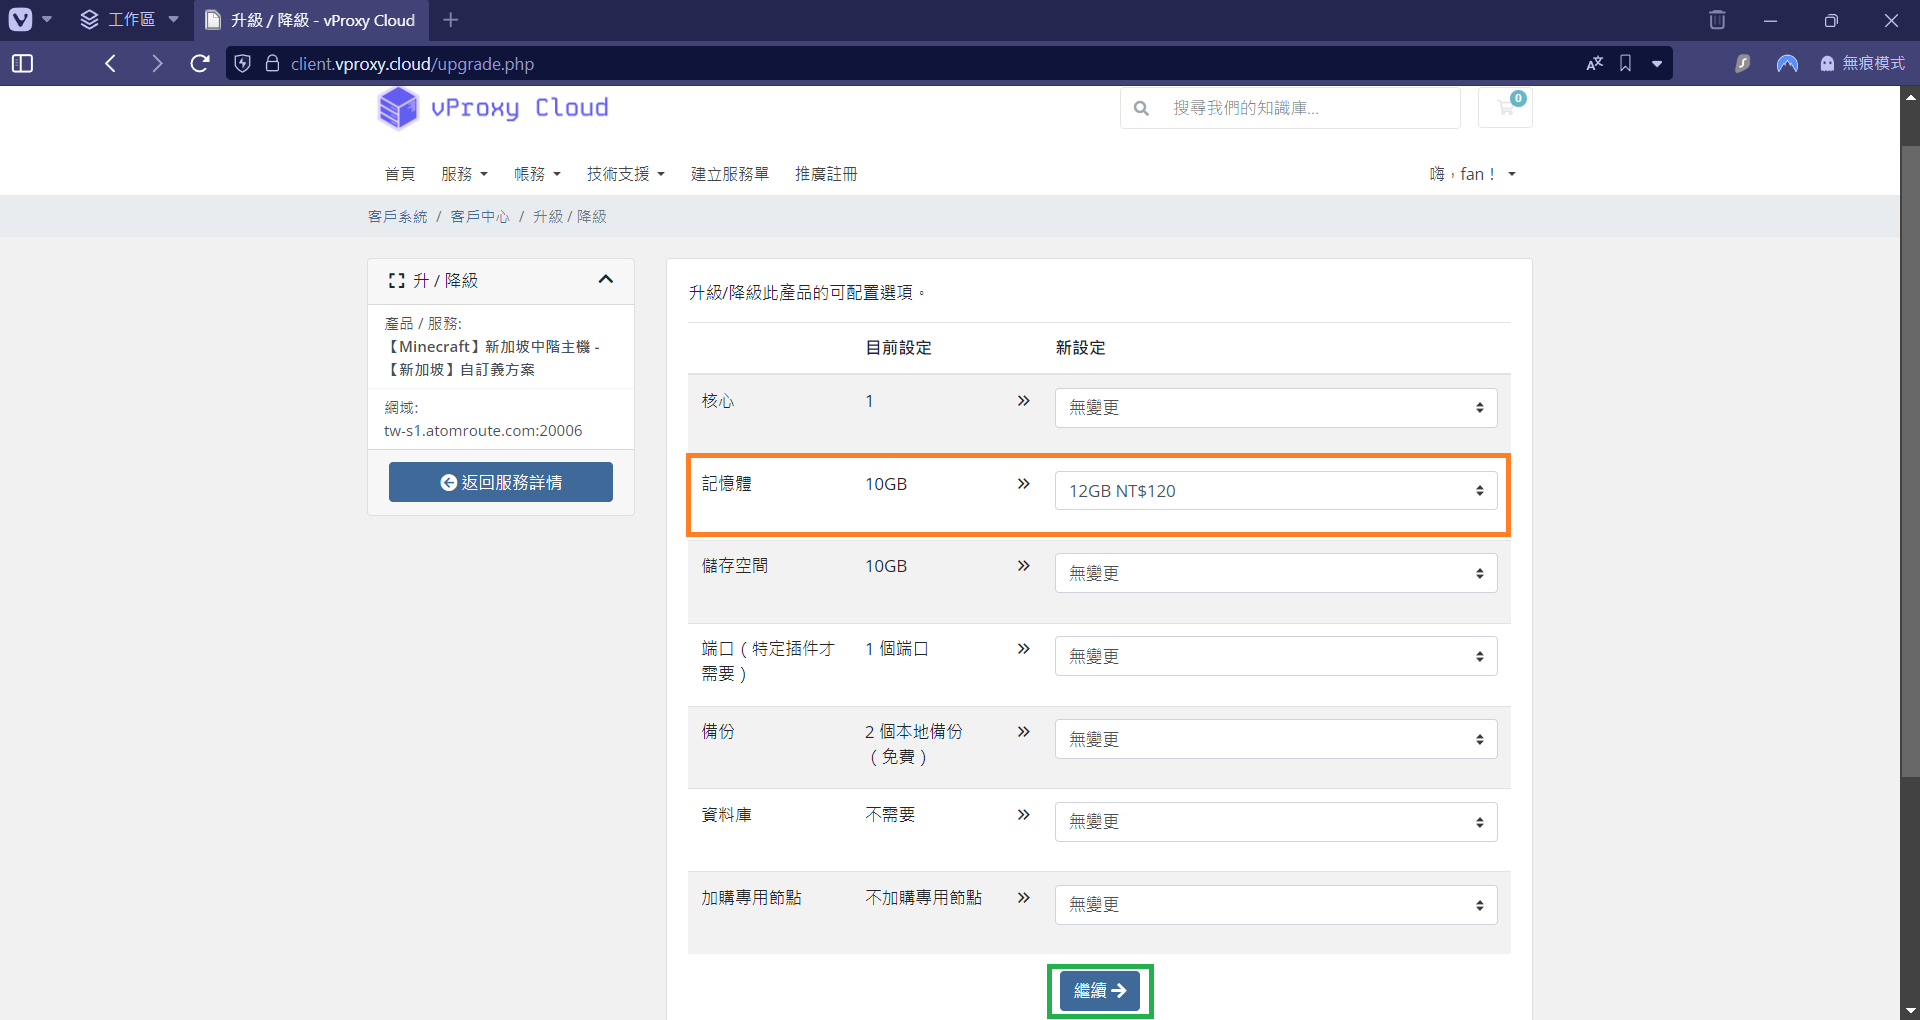 工作區
升級 / 降級 - vProxy Cloud
client.vproxy.cloud/upgrade.php
無痕模式
vProxy Cloud
搜尋我們的知識庫...
0
首頁
服務
帳務
技術支援
建立服務單
推廣註冊
嗨，fan！
客戶系統 / 客戶中心 / 升級 / 降級
升 / 降級
產品 / 服務:
【Minecraft】新加坡中階主機 -
【新加坡】自訂義方案
網域:
tw-s1.atomroute.com:20006
返回服務詳情
升級/降級此產品的可配置選項。
目前設定 新設定
核心 1 » 無變更
記憶體 10GB » 12GB NT$120
儲存空間 10GB » 無變更
端口（特定插件才 1 個端口 » 無變更
需要）
備份 2 個本地備份 » 無變更
（免費）
資料庫 不需要 » 無變更
加購專用節點 不加購專用節點 » 無變更
繼續